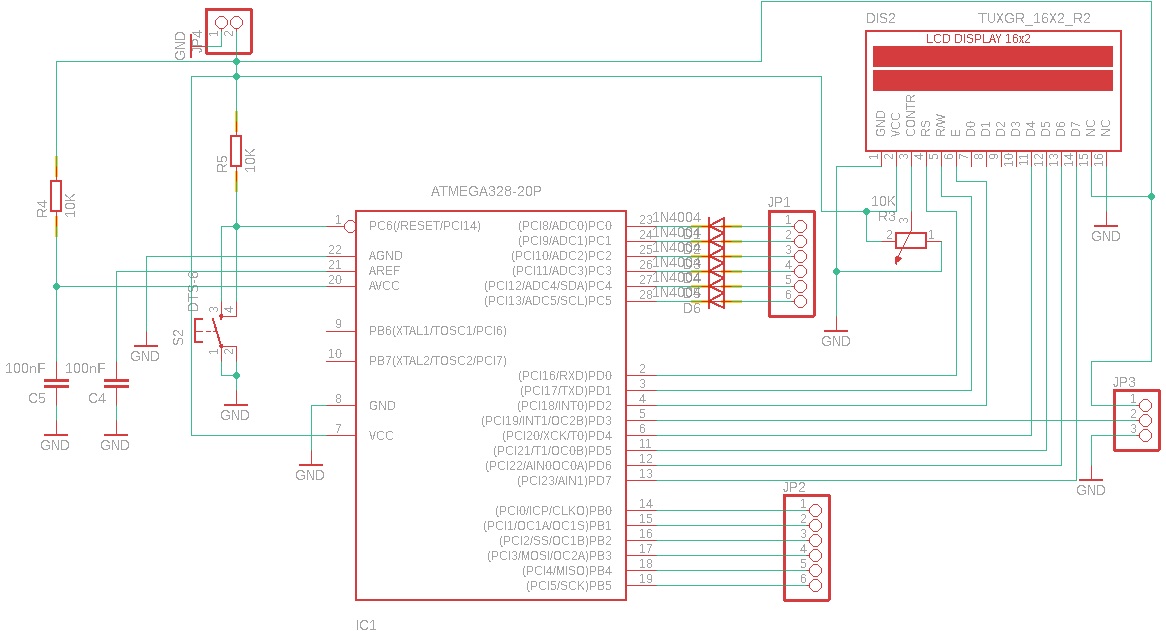 DIS2
TUXGR_16X2_R2
LCD DISPLAY 16x2
GND
VCC
CONTR
RS
R/W
E
D0
D1
D2
D3
D4
D5
D6
D7
NC
NC
1
2
3
4
5
6
7
8
9
10
11
12
13
14
15
16
GND
JP4
1
2
R5
10K
R4
10K
ATMEGA328-20P
1
PC6(/RESET/PCI14)
22
AGND
21
AREF
20
AVCC
9
PB6(XTAL1/TOSC1/PCI6)
10
PB7(XTAL2/TOSC2/PCI7)
8
GND
7
VCC
(PCI8/ADC0)PC0
23
(PCI9/ADC1)PC1
24
(PCI10/ADC2)PC2
25
(PCI11/ADC3)PC3
26
(PCI12/ADC4/SDA)PC4
27
(PCI13/ADC5/SCL)PC5
28
(PCI16/RXD)PD0
2
(PCI17/TXD)PD1
3
(PCI18/INT0)PD2
4
(PCI19/INT1/OC2B)PD3
5
(PCI20/XCK/T0)PD4
6
(PCI21/T1/OC0B)PD5
11
(PCI22/AIN0OC0A)PD6
12
(PCI23/AIN1)PD7
13
(PCI0/ICP/CLKO)PB0
14
(PCI1/OC1A/OC1S)PB1
15
(PCI2/SS/OC1B)PB2
16
(PCI3/MOSI/OC2A)PB3
17
(PCI4/MISO)PB4
18
(PCI5/SCK)PB5
19
IC1
1N4004
1N4004
1N4004
1N4004
1N4004
1N4004
D6
JP1
1
2
3
4
5
6
10K
R3
3
2
1
GND
GND
DTS-6
S2
3
4
1
2
GND
GND
GND
100nF
C5
GND
100nF
C4
GND
JP3
1
2
3
GND
JP2
1
2
3
4
5
6